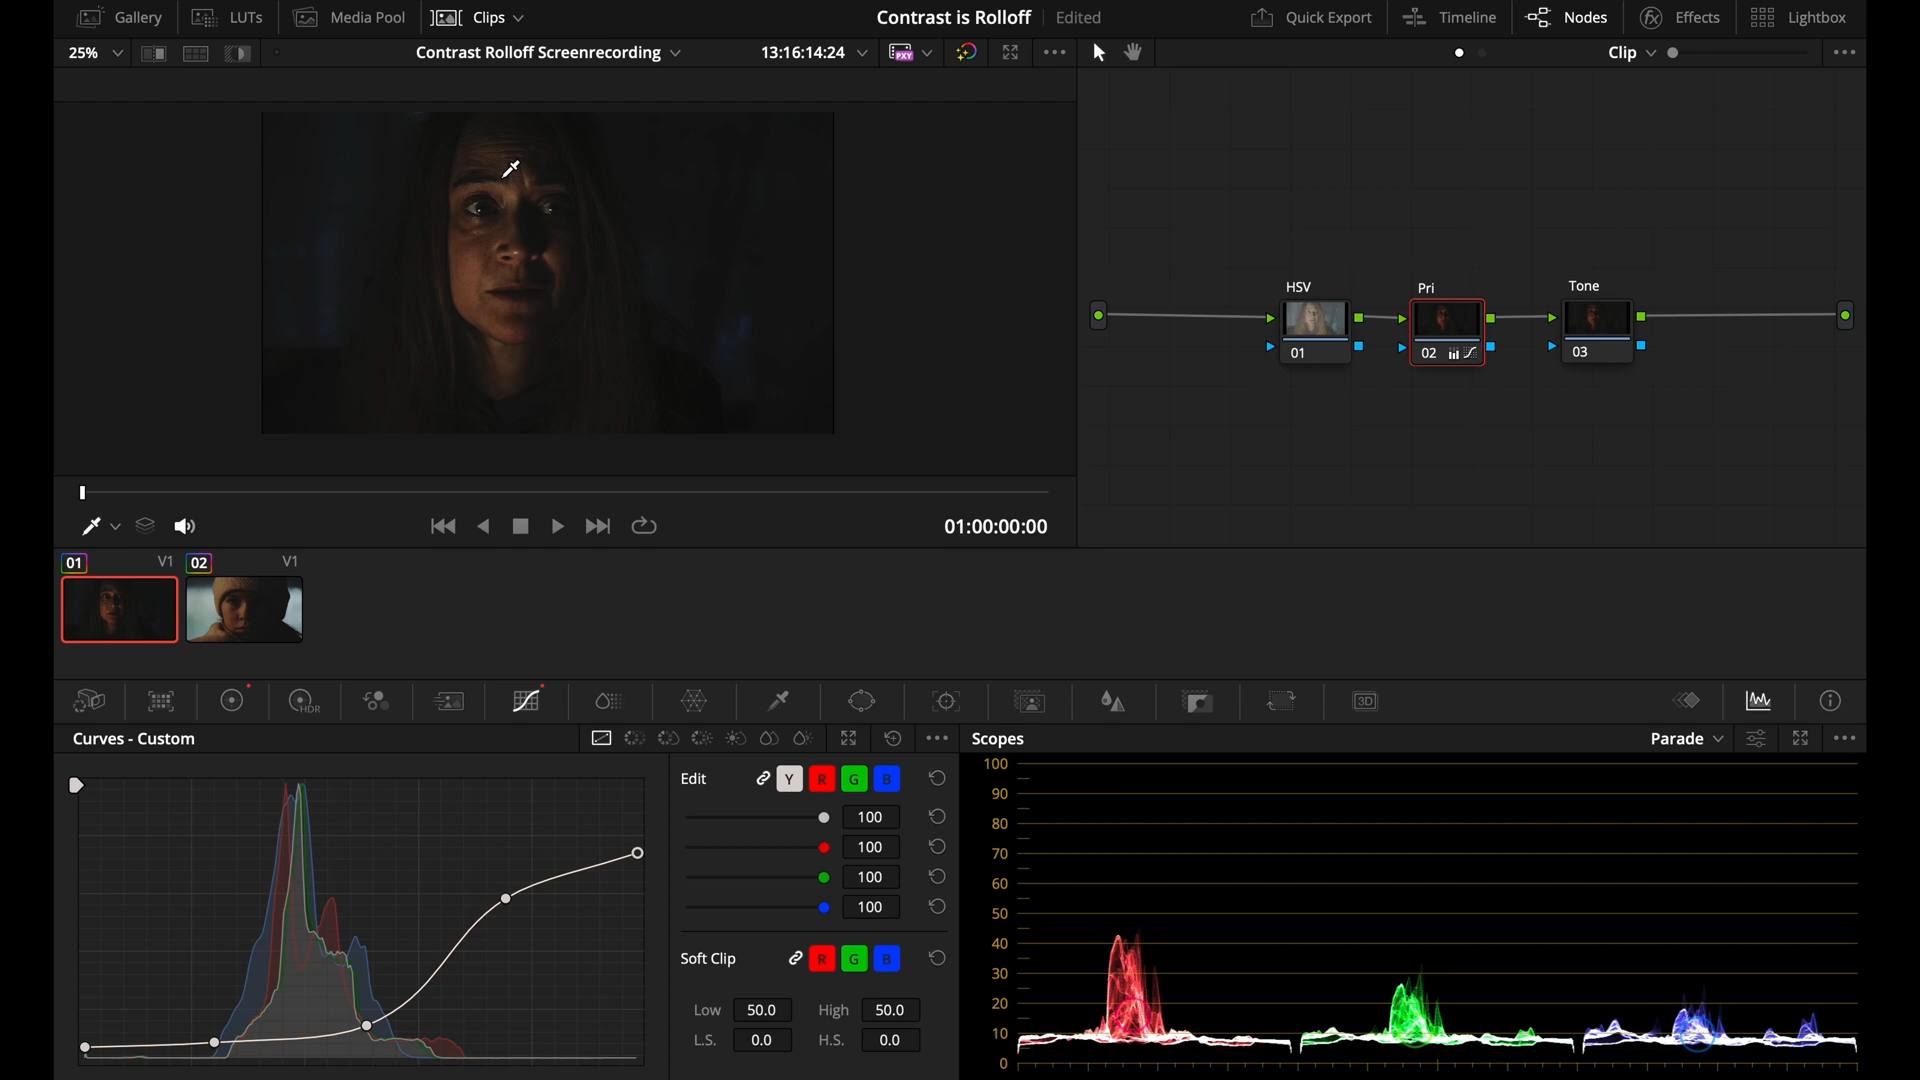 Gallery LUTs Media Pool Clips Contrast is Rolloff Edited Quick Export Timeline Nodes Effects Lightbox
25% Contrast Rolloff Screenrecording 13:16:14:24 PXY Clip
HSV Pri Tone
01 02 03
01:00:00:00
01 V1 02 V1
HDR 3D
Curves - Custom Scopes Parade
Edit Y R G B
100
100
100
100
Soft Clip R G B
Low 50.0 High 50.0
L.S. 0.0 H.S. 0.0
100
90
80
70
60
50
40
30
20
10
0